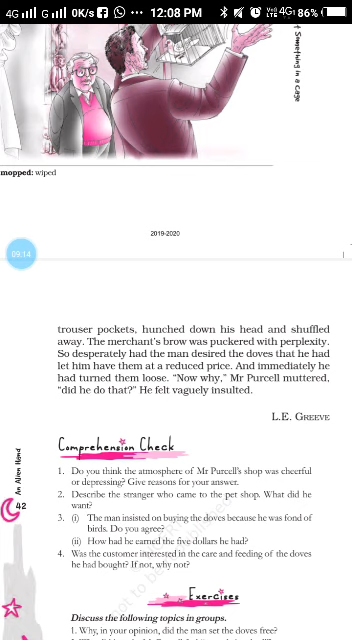 4G G 0K/s ... 12:08 PM VoLTE 4G 86%
Something in a Cage
mopped: wiped
2019-2020
09:14
trouser pockets, hunched down his head and shuffled
away. The merchant's brow was puckered with perplexity.
So desperately had the man desired the doves that he had
let him have them at a reduced price. And immediately he
had turned them loose. "Now why," Mr Purcell muttered,
"did he do that?" He felt vaguely insulted.
L.E. GREEVE
Comprehension Check
1. Do you think the atmosphere of Mr Purcell's shop was cheerful
or depressing? Give reasons for your answer.
2. Describe the stranger who came to the pet shop. What did he
want?
3. (i) The man insisted on buying the doves because he was fond of
birds. Do you agree?
(ii) How had he earned the five dollars he had?
4. Was the customer interested in the care and feeding of the doves
he had bought? If not, why not?
An Alien Hand
42
not to be
Exercises
Discuss the following topics in groups.
1. Why, in your opinion, did the man set the doves free?